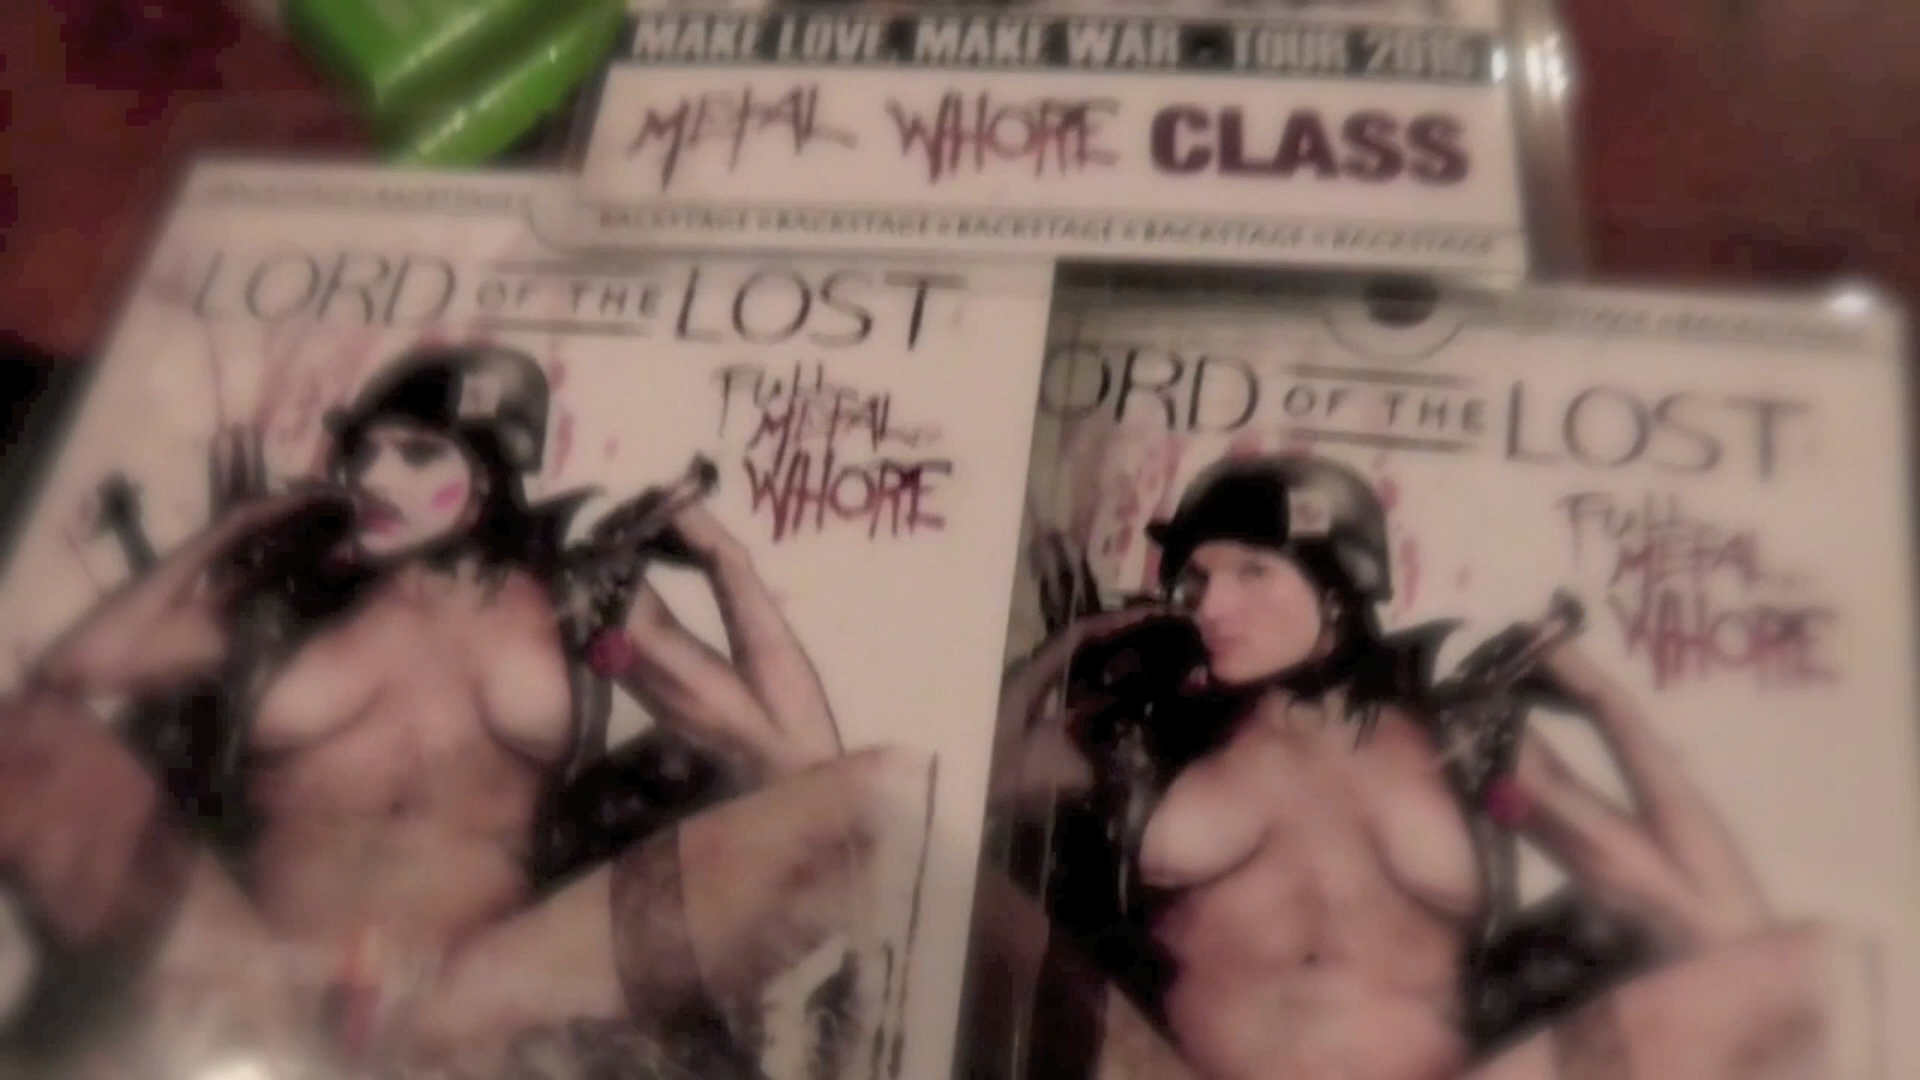 MAKE LOVE, MAKE WAR - TOUR 2015
METAL WHORE CLASS
BACKSTAGE • BACKSTAGE • BACKSTAGE • BACKSTAGE • BACKSTAGE
LORD OF THE LOST
FULL
METAL
WHORE
ORD OF THE LOST
FULL
METAL
WHORE